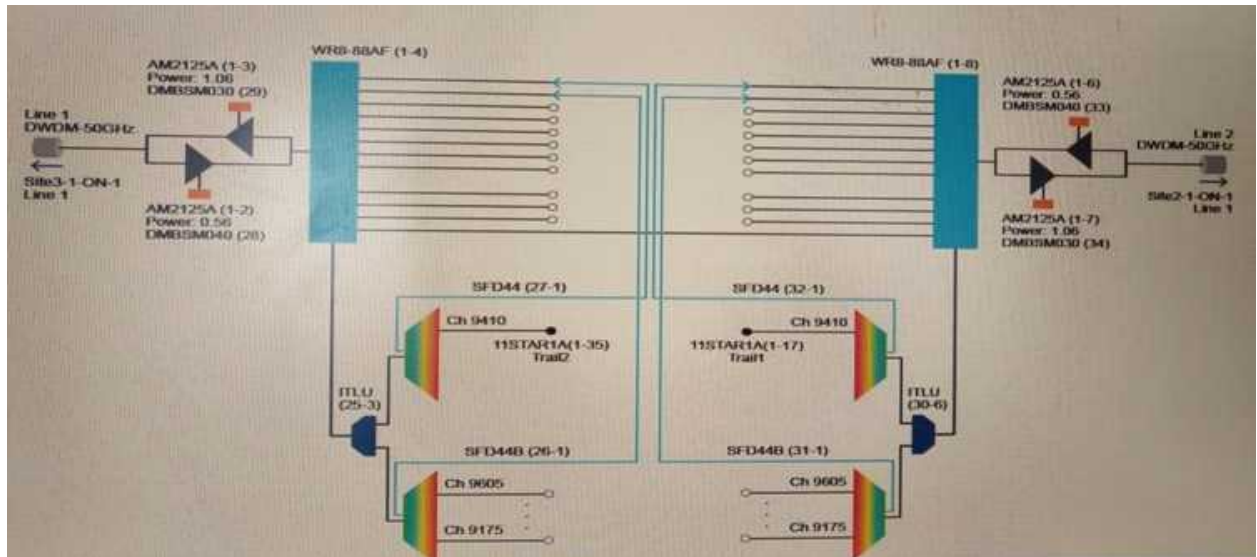 WR8-88AF (1-4)
AM2125A (1-3)
Power: 1.06
DMBSM030 (29)
Line 1
DWDM-50GHz
Site3-1-ON-1
Line 1
AM2125A (1-2)
Power: 0.56
DMBSM040 (28)
WR8-88AF (1-8)
AM2125A (1-6)
Power: 0.56
DMBSM040 (33)
Line 2
DWDM-50GHz
Site2-1-ON-1
Line 1
AM2125A (1-7)
Power: 1.06
DMBSM030 (34)
SFD44 (27-1)
Ch 9410
11STAR1A(1-35)
Trail2
ITLU
(25-3)
SFD44B (26-1)
Ch 9605
Ch 9175
SFD44 (32-1)
Ch 9410
11STAR1A(1-17)
Trail1
ITLU
(30-6)
SFD44B (31-1)
Ch 9605
Ch 9175